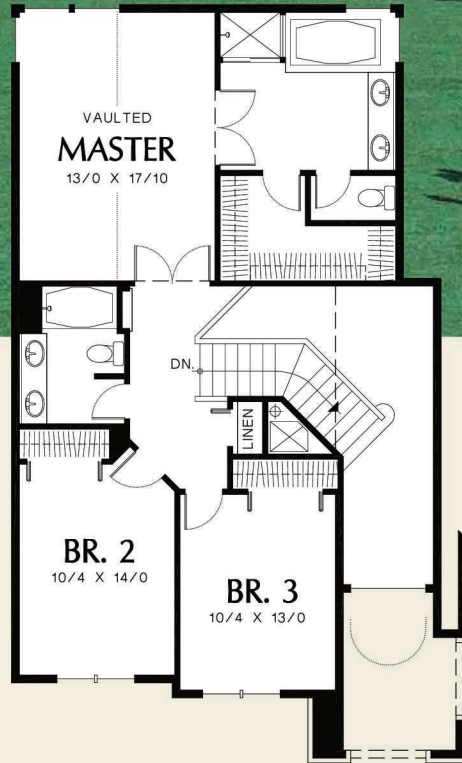 VAULTED
MASTER
13/0 X 17/10
DN.
LINEN
BR. 2
10/4 X 14/0
BR. 3
10/4 X 13/0